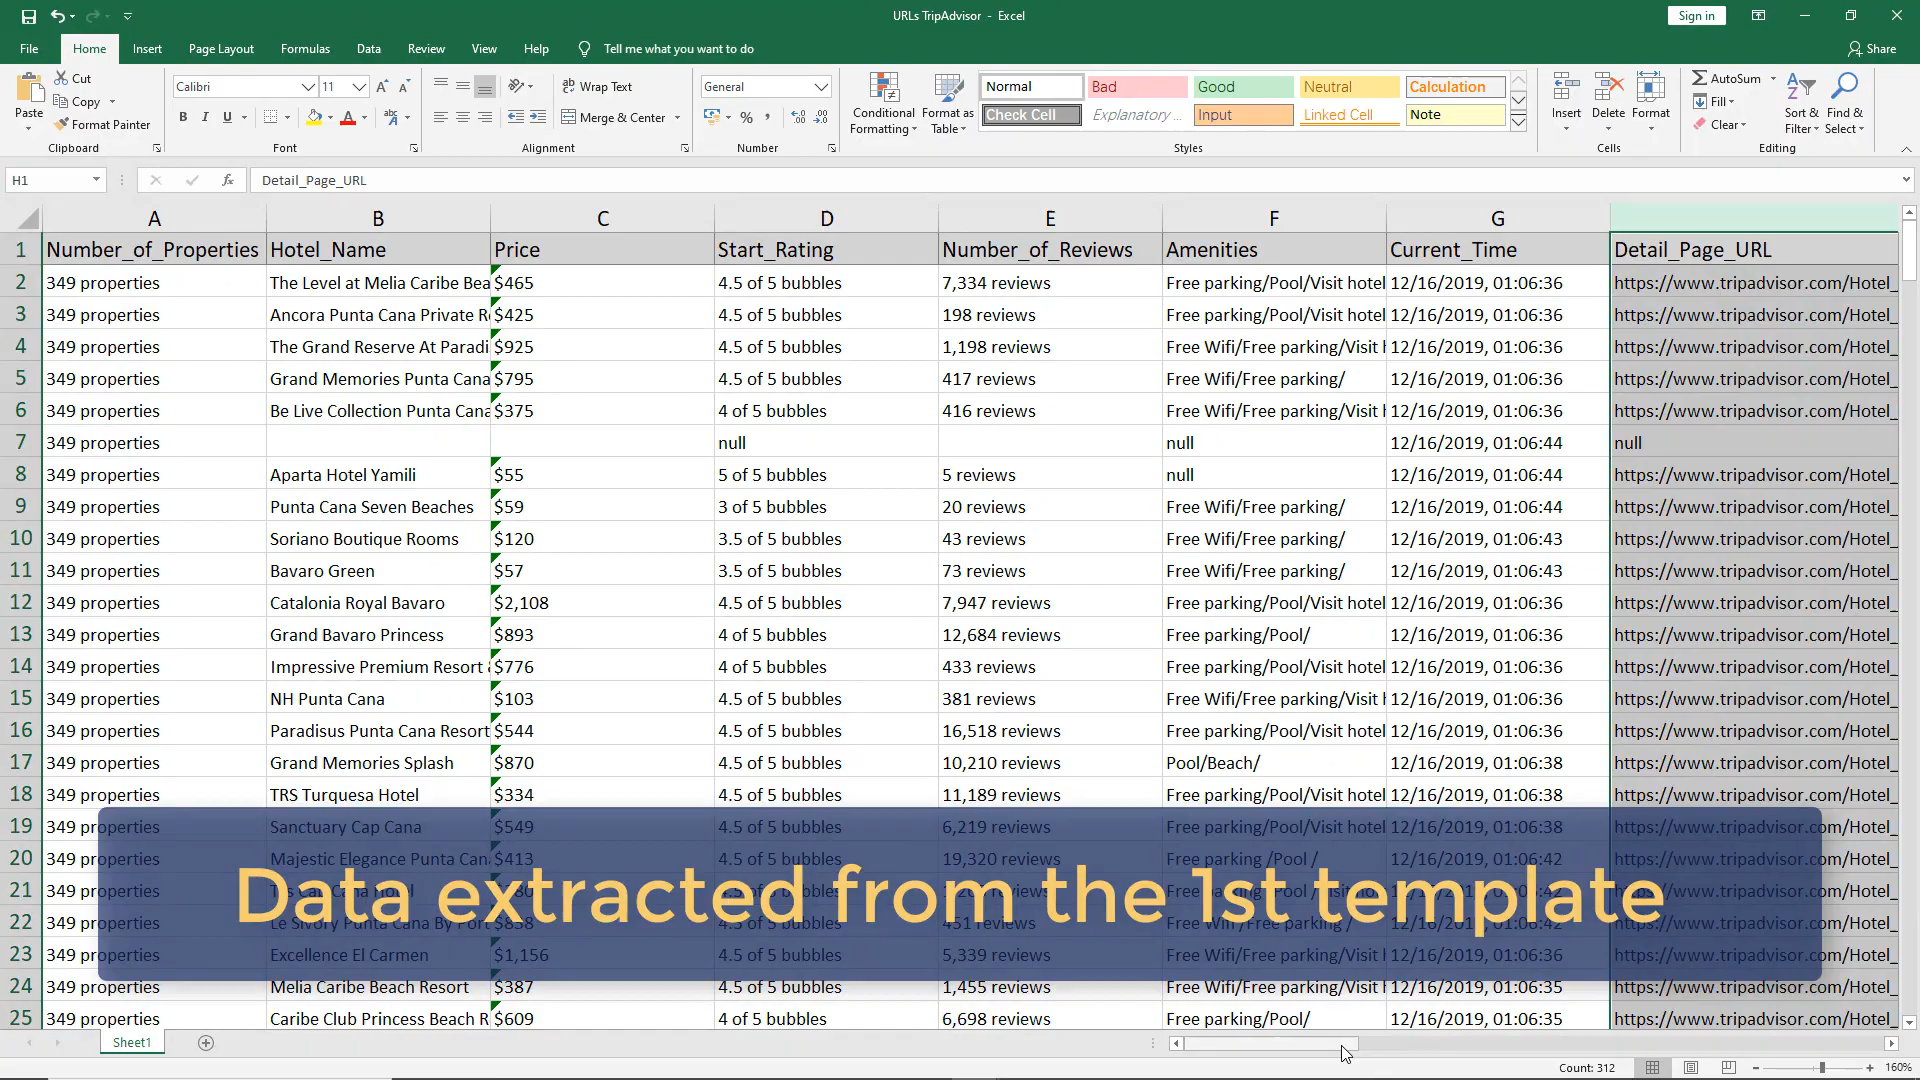 URLs TripAdvisor - Excel
Sign in
File Home Insert Page Layout Formulas Data Review View Help Tell me what you want to do Share
Paste Cut Copy Format Painter Clipboard
Calibri 11 B I U Font
Wrap Text Merge & Center Alignment
General % Number
Conditional Formatting Format as Table
Normal Bad Good Neutral Calculation
Check Cell Explanatory ... Input Linked Cell Note
Styles
Insert Delete Format Cells
AutoSum Fill Clear Sort & Filter Find & Select Editing
H1 fx Detail_Page_URL
A B C D E F G
1 Number_of_Properties Hotel_Name Price Start_Rating Number_of_Reviews Amenities Current_Time Detail_Page_URL
2 349 properties The Level at Melia Caribe Bea $465 4.5 of 5 bubbles 7,334 reviews Free parking/Pool/Visit hotel 12/16/2019, 01:06:36 https://www.tripadvisor.com/Hotel_
3 349 properties Ancora Punta Cana Private R $425 4.5 of 5 bubbles 198 reviews Free parking/Pool/Visit hotel 12/16/2019, 01:06:36 https://www.tripadvisor.com/Hotel_
4 349 properties The Grand Reserve At Paradi $925 4.5 of 5 bubbles 1,198 reviews Free Wifi/Free parking/Visit h 12/16/2019, 01:06:36 https://www.tripadvisor.com/Hotel_
5 349 properties Grand Memories Punta Cana $795 4.5 of 5 bubbles 417 reviews Free Wifi/Free parking/ 12/16/2019, 01:06:36 https://www.tripadvisor.com/Hotel_
6 349 properties Be Live Collection Punta Cana $375 4 of 5 bubbles 416 reviews Free Wifi/Free parking/Visit h 12/16/2019, 01:06:36 https://www.tripadvisor.com/Hotel_
7 349 properties null null 12/16/2019, 01:06:44 null
8 349 properties Aparta Hotel Yamili $55 5 of 5 bubbles 5 reviews null 12/16/2019, 01:06:44 https://www.tripadvisor.com/Hotel_
9 349 properties Punta Cana Seven Beaches $59 3 of 5 bubbles 20 reviews Free Wifi/Free parking/ 12/16/2019, 01:06:44 https://www.tripadvisor.com/Hotel_
10 349 properties Soriano Boutique Rooms $120 3.5 of 5 bubbles 43 reviews Free Wifi/Free parking/ 12/16/2019, 01:06:43 https://www.tripadvisor.com/Hotel_
11 349 properties Bavaro Green $57 3.5 of 5 bubbles 73 reviews Free Wifi/Free parking/ 12/16/2019, 01:06:43 https://www.tripadvisor.com/Hotel_
12 349 properties Catalonia Royal Bavaro $2,108 4.5 of 5 bubbles 7,947 reviews Free parking/Pool/Visit hotel 12/16/2019, 01:06:36 https://www.tripadvisor.com/Hotel_
13 349 properties Grand Bavaro Princess $893 4 of 5 bubbles 12,684 reviews Free parking/Pool/ 12/16/2019, 01:06:36 https://www.tripadvisor.com/Hotel_
14 349 properties Impressive Premium Resort & $776 4 of 5 bubbles 433 reviews Free parking/Pool/Visit hotel 12/16/2019, 01:06:36 https://www.tripadvisor.com/Hotel_
15 349 properties NH Punta Cana $103 4.5 of 5 bubbles 381 reviews Free Wifi/Free parking/Visit h 12/16/2019, 01:06:36 https://www.tripadvisor.com/Hotel_
16 349 properties Paradisus Punta Cana Resort $544 4.5 of 5 bubbles 16,518 reviews Free parking/Pool/Visit hotel 12/16/2019, 01:06:36 https://www.tripadvisor.com/Hotel_
17 349 properties Grand Memories Splash $870 4.5 of 5 bubbles 10,210 reviews Pool/Beach/ 12/16/2019, 01:06:38 https://www.tripadvisor.com/Hotel_
18 349 properties TRS Turquesa Hotel $334 4.5 of 5 bubbles 11,189 reviews Free parking/Pool/Visit hotel 12/16/2019, 01:06:38 https://www.tripadvisor.com/Hotel_
19 349 properties Sanctuary Cap Cana $549 4.5 of 5 bubbles 6,219 reviews Free parking/Pool/Visit hotel 12/16/2019, 01:06:38 https://www.tripadvisor.com/Hotel_
20 349 properties Majestic Elegance Punta Can $413 4.5 of 5 bubbles 19,320 reviews Free parking /Pool / 12/16/2019, 01:06:42 https://www.tripadvisor.com/Hotel_
Data extracted from the 1st template
21 349 properties https://www.tripadvisor.com/Hotel_
22 349 properties 451 reviews 12/16/2019, 01:06:42 https://www.tripadvisor.com/Hotel_
23 349 properties Excellence El Carmen $1,156 4.5 of 5 bubbles 5,339 reviews Free Wifi/Free parking/Visit h 12/16/2019, 01:06:36 https://www.tripadvisor.com/Hotel_
24 349 properties Melia Caribe Beach Resort $387 4.5 of 5 bubbles 1,455 reviews Free Wifi/Free parking/Visit h 12/16/2019, 01:06:35 https://www.tripadvisor.com/Hotel_
25 349 properties Caribe Club Princess Beach R $609 4 of 5 bubbles 6,698 reviews Free parking/Pool/ 12/16/2019, 01:06:35 https://www.tripadvisor.com/Hotel_
Sheet1
Count: 312 160%